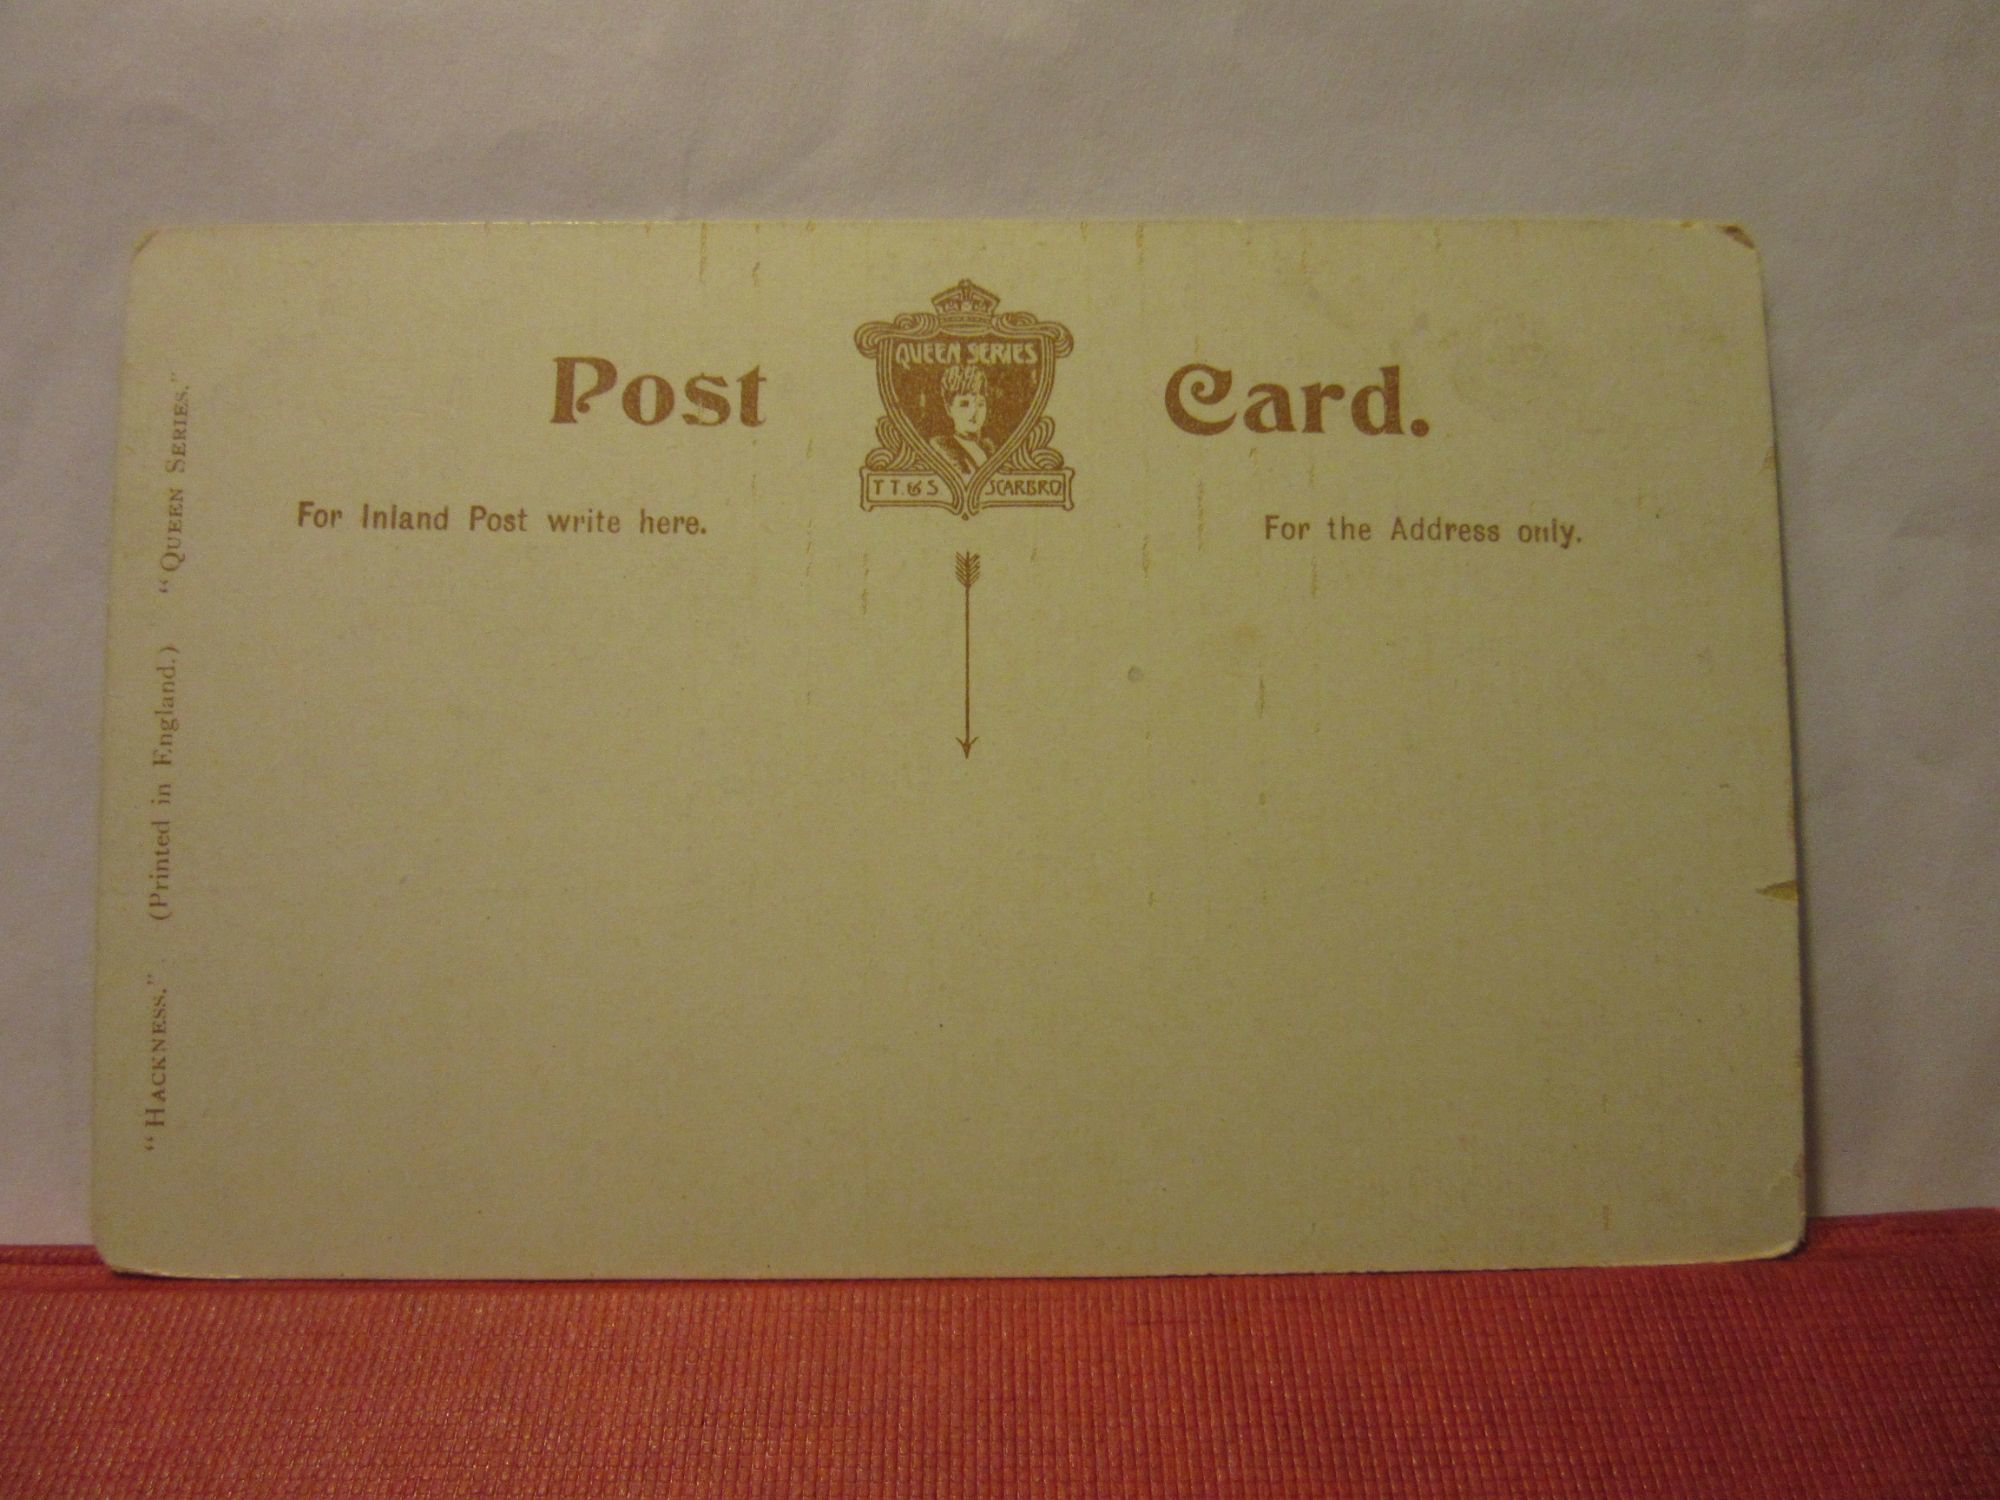 Post Card.
QUEEN SERIES
T T. & S. SCARBRO
For Inland Post write here.
For the Address only.
"HACKNESS." (Printed in England.) "QUEEN SERIES."